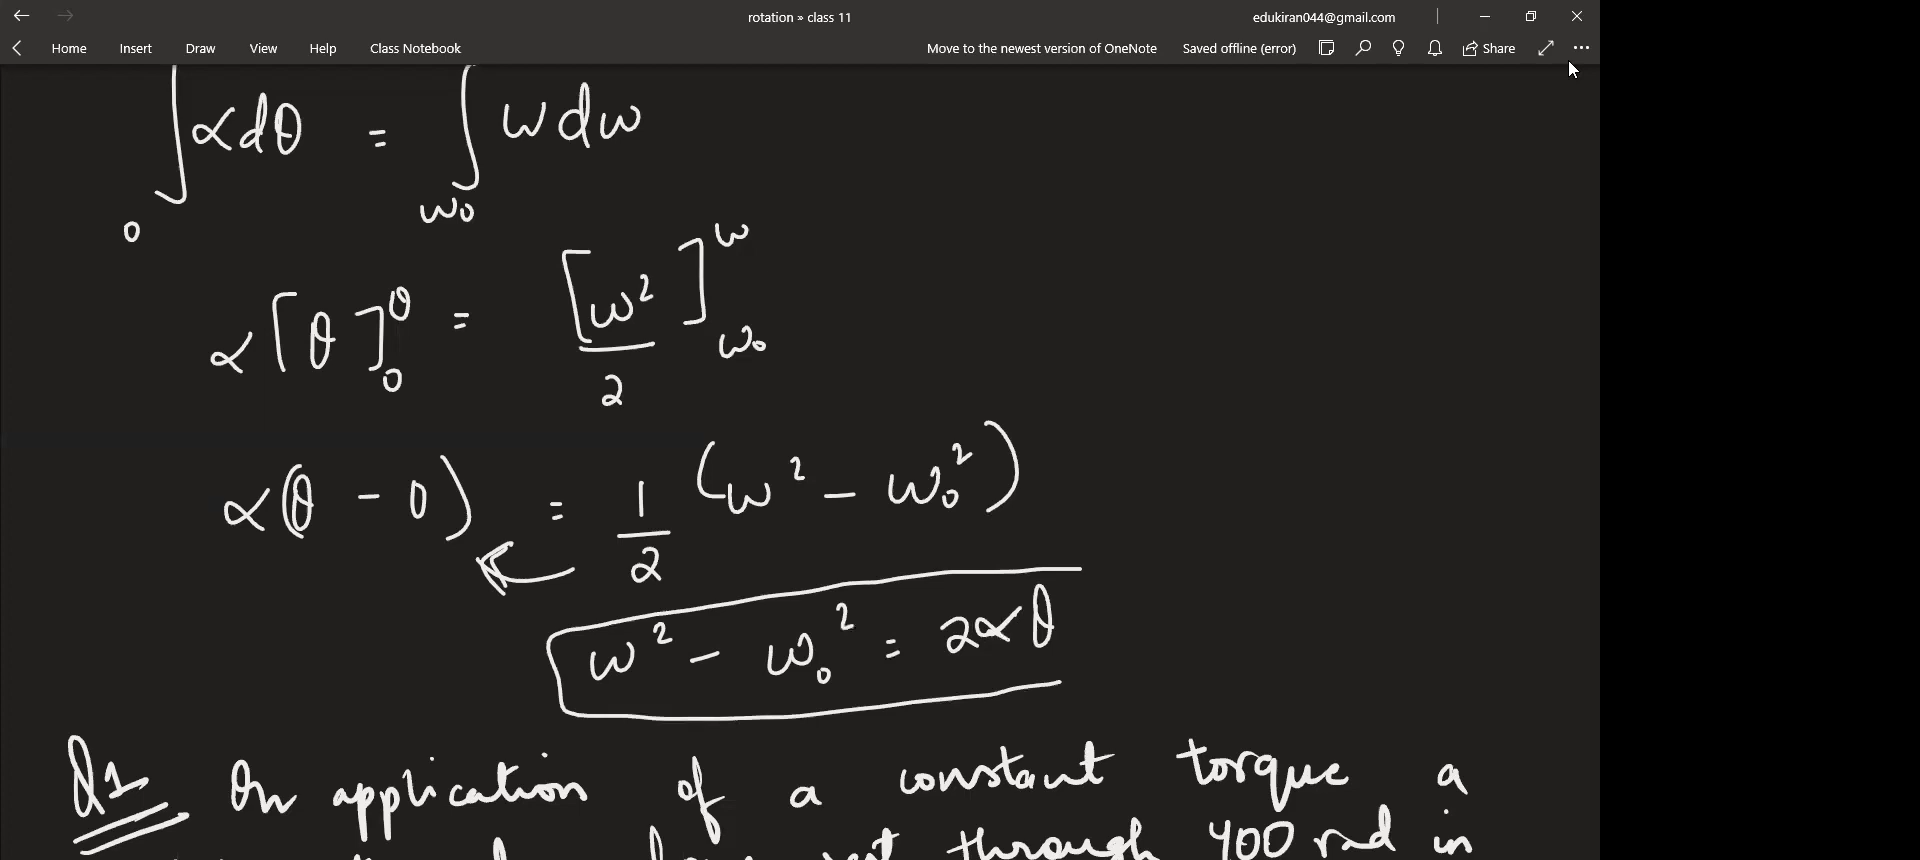 rotation » class 11
edukiran044@gmail.com
Home Insert Draw View Help Class Notebook
Move to the newest version of OneNote Saved offline (error) Share
∫₀ αdθ = ∫ω₀ ω dω
α[θ]₀^θ = [ω²/2]ω₀^ω
α(θ - 0) = 1/2 (ω² - ω₀²)
ω² - ω₀² = 2αθ
Q1 On application of a constant torque a
through 400 rad in